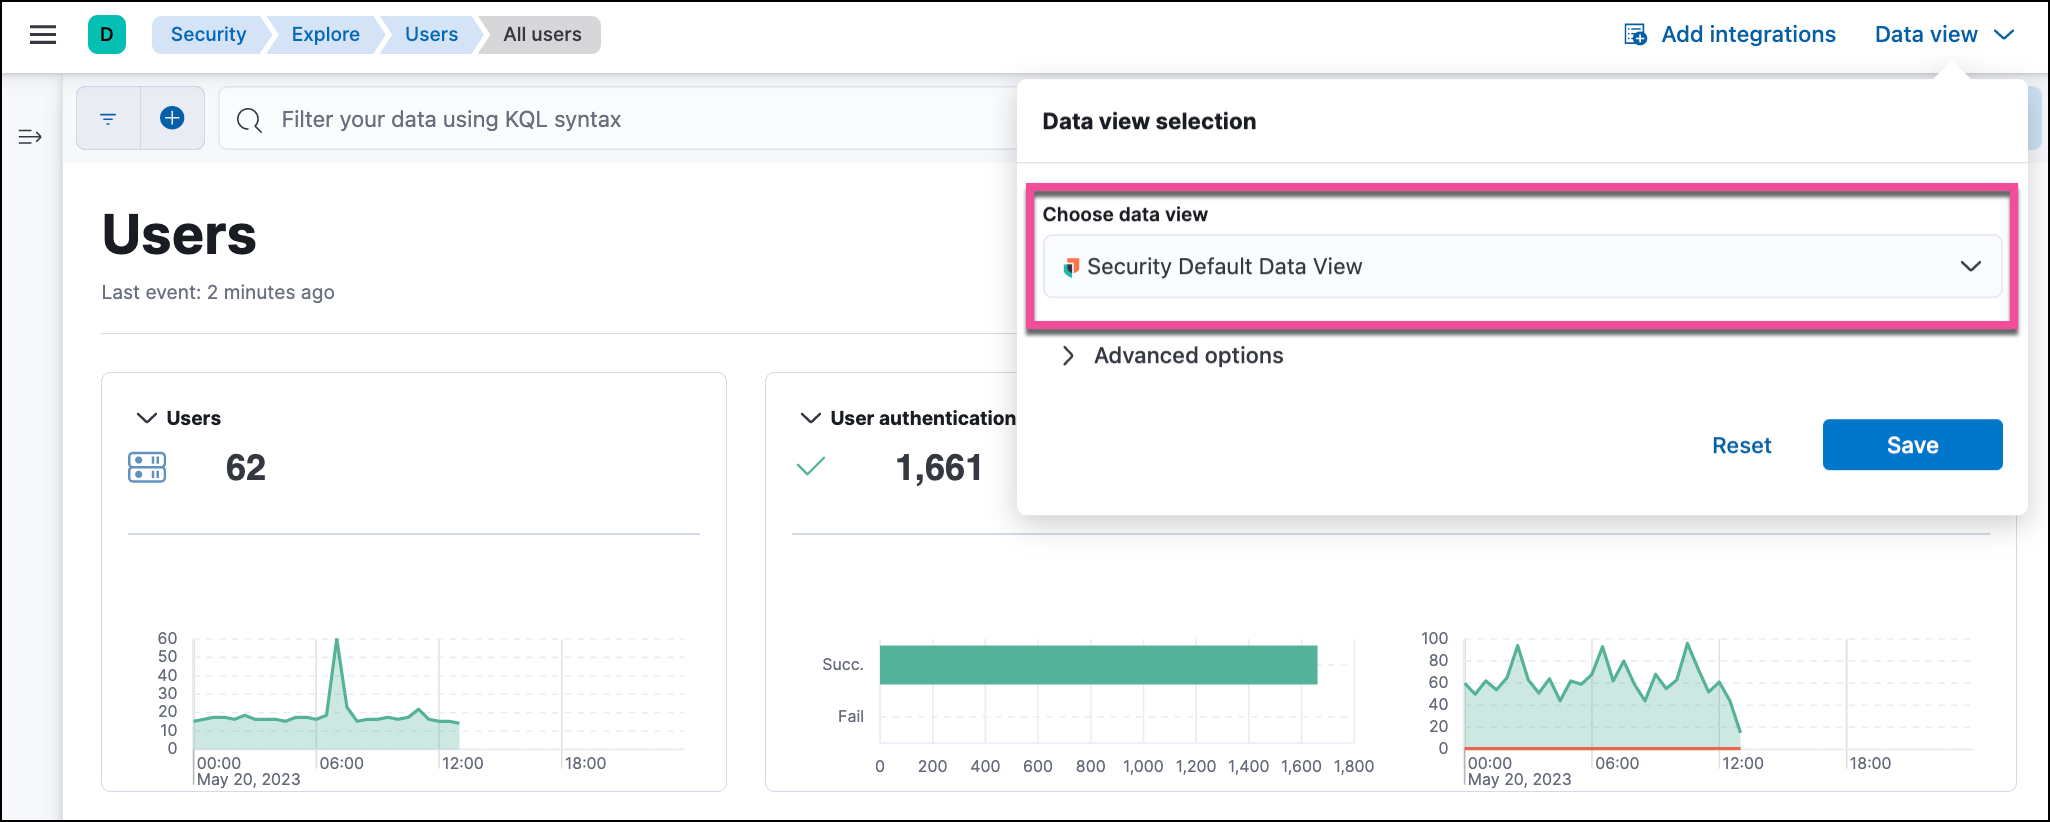 D
Security
Explore
Users
All users
Add integrations
Data view
Filter your data using KQL syntax
Data view selection
Choose data view
Security Default Data View
Advanced options
Reset
Save
Users
Last event: 2 minutes ago
Users
62
60
50
40
30
20
10
0
00:00
06:00
12:00
18:00
May 20, 2023
User authentication
1,661
Succ.
Fail
0
200
400
600
800
1,000
1,200
1,400
1,600
1,800
100
80
60
40
20
0
00:00
06:00
12:00
18:00
May 20, 2023